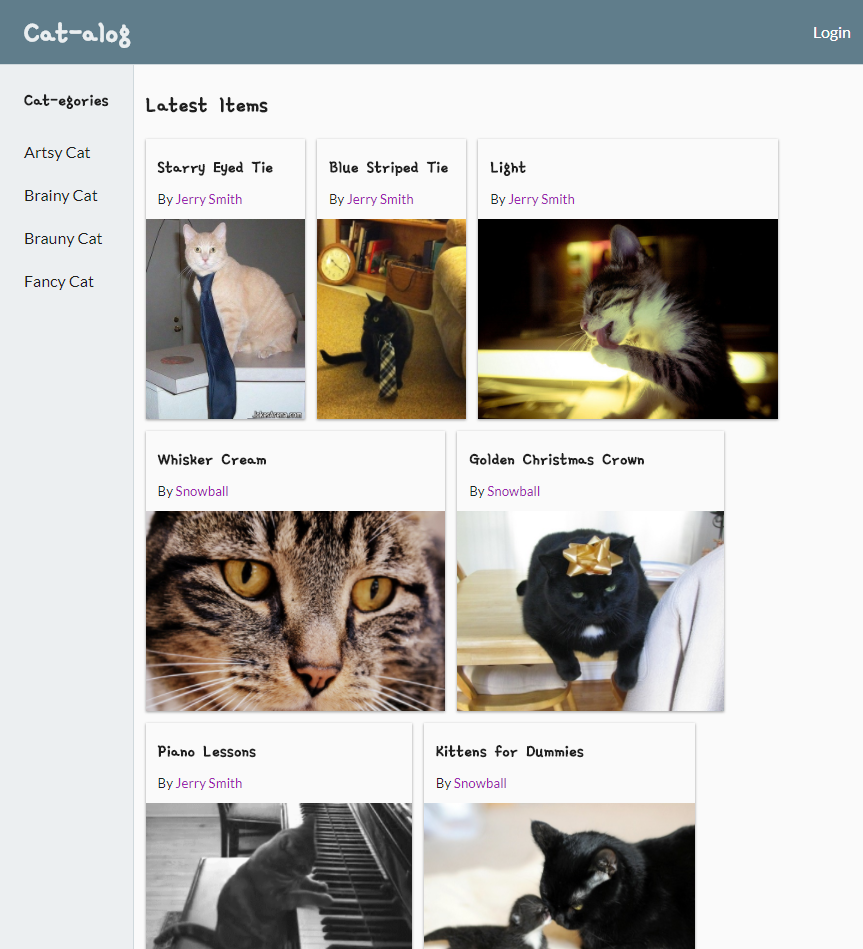 Cat-alog
Login
Cat-egories
Artsy Cat
Brainy Cat
Brauny Cat
Fancy Cat
Latest Items
Starry Eyed Tie
By Jerry Smith
Blue Striped Tie
By Jerry Smith
Light
By Jerry Smith
JokesArena.com
Whisker Cream
By Snowball
Golden Christmas Crown
By Snowball
Piano Lessons
By Jerry Smith
Kittens for Dummies
By Snowball